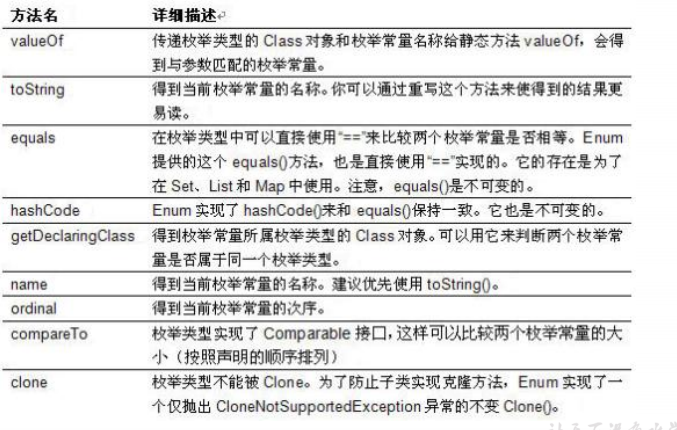 方法名 详细描述
valueOf 传递枚举类型的 Class 对象和枚举常量名称给静态方法 valueOf，会得
到与参数匹配的枚举常量。
toString 得到当前枚举常量的名称。你可以通过重写这个方法来使得到的结果更
易读。
equals 在枚举类型中可以直接使用“==”来比较两个枚举常量是否相等。Enum
提供的这个 equals()方法，也是直接使用“==”实现的。它的存在是为了
在 Set、List 和 Map 中使用。注意，equals()是不可变的。
hashCode Enum 实现了 hashCode()来和 equals()保持一致。它也是不可变的。
getDeclaringClass 得到枚举常量所属枚举类型的 Class 对象。可以用它来判断两个枚举常
量是否属于同一个枚举类型。
name 得到当前枚举常量的名称。建议优先使用 toString()。
ordinal 得到当前枚举常量的次序。
compareTo 枚举类型实现了 Comparable 接口，这样可以比较两个枚举常量的大
小（按照声明的顺序排列）
clone 枚举类型不能被 Clone。为了防止子类实现克隆方法，Enum 实现了一
个仅抛出 CloneNotSupportedException 异常的不变 Clone()。